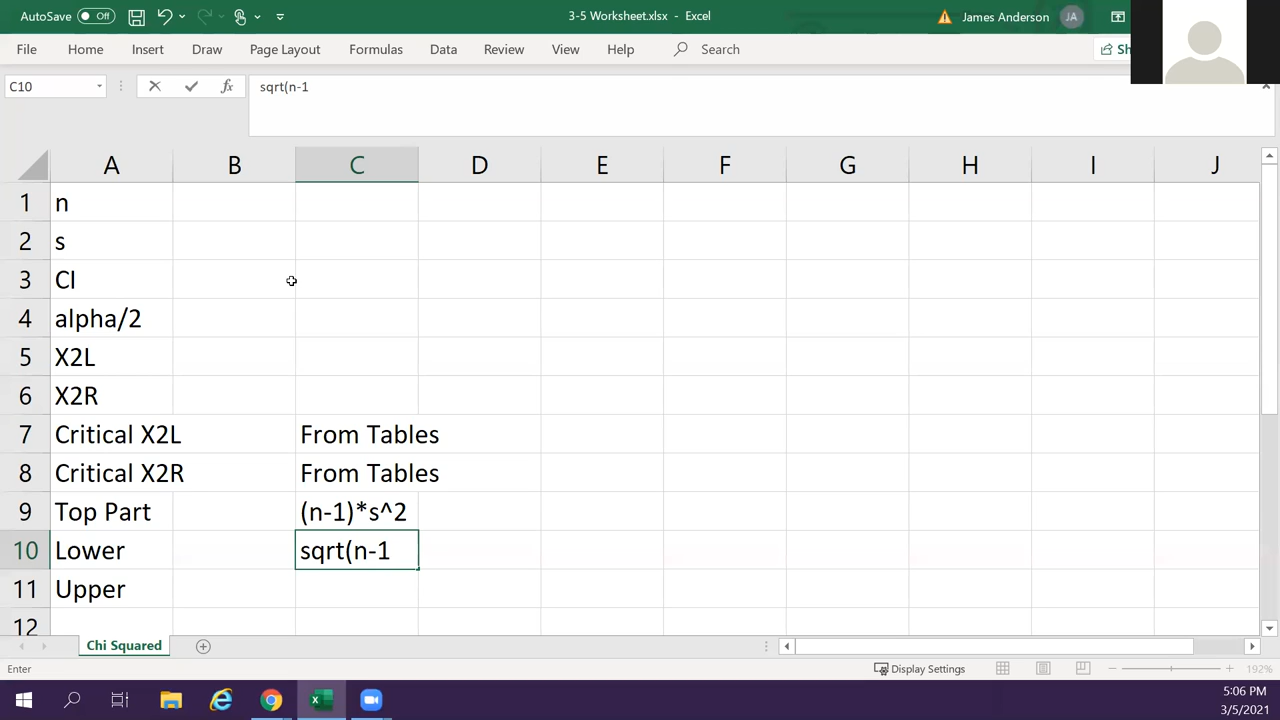 AutoSave Off 3-5 Worksheet.xlsx - Excel James Anderson JA
File Home Insert Draw Page Layout Formulas Data Review View Help Search Sh
C10 fx sqrt(n-1
A B C D E F G H I J
1 n
2 s
3 CI
4 alpha/2
5 X2L
6 X2R
7 Critical X2L From Tables
8 Critical X2R From Tables
9 Top Part (n-1)*s^2
10 Lower sqrt(n-1
11 Upper
12
Chi Squared
Enter Display Settings 192%
5:06 PM
3/5/2021